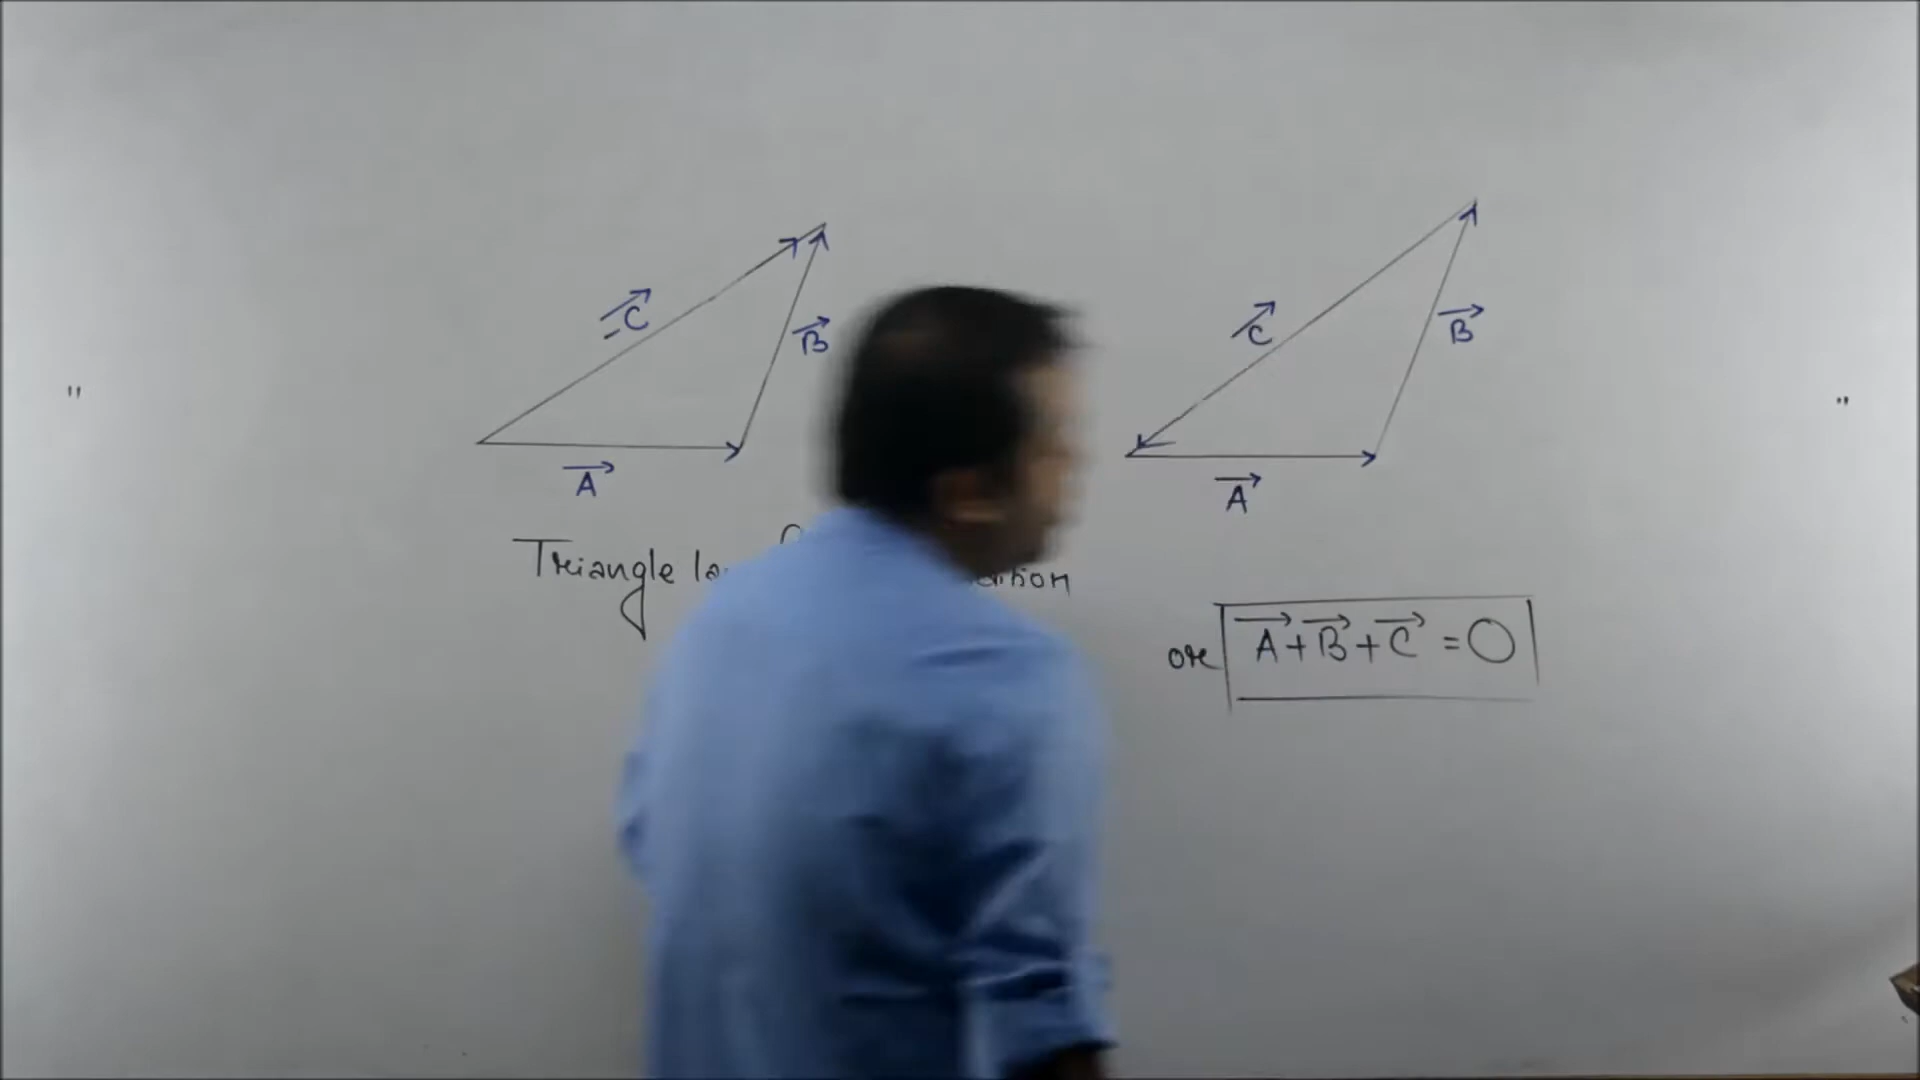 "
-C
B
A
C
B
A
"
Triangle
or A+B+C=0